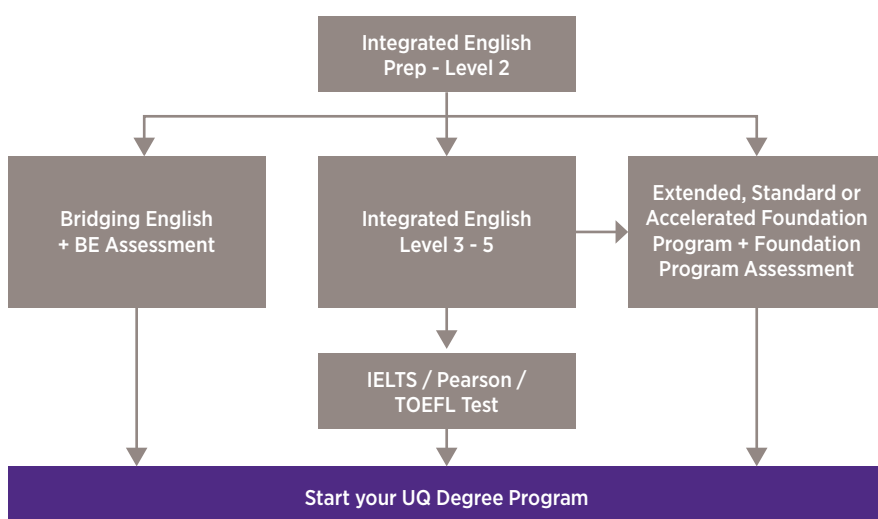 Integrated English
Prep - Level 2
Bridging English
+ BE Assessment
Integrated English
Level 3 - 5
Extended, Standard or
Accelerated Foundation
Program + Foundation
Program Assessment
IELTS / Pearson /
TOEFL Test
Start your UQ Degree Program